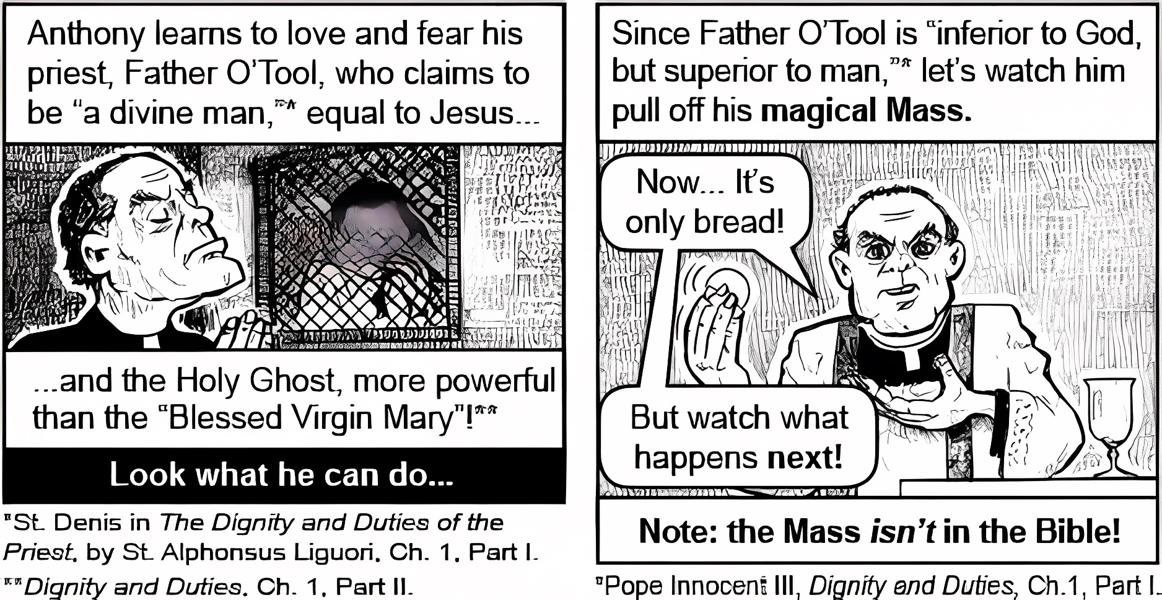 Anthony learns to love and fear his
priest, Father O'Tool, who claims to
be "a divine man,"* equal to Jesus...
...and the Holy Ghost, more powerful
than the "Blessed Virgin Mary"!**
Look what he can do...
*St. Denis in The Dignity and Duties of the
Priest, by St. Alphonsus Liguori, Ch. 1, Part I.
**Dignity and Duties, Ch. 1, Part II.
Since Father O'Tool is "inferior to God,
but superior to man,"* let's watch him
pull off his magical Mass.
Now... It's
only bread!
But watch what
happens next!
Note: the Mass isn't in the Bible!
*Pope Innocent III, Dignity and Duties, Ch.1, Part I.